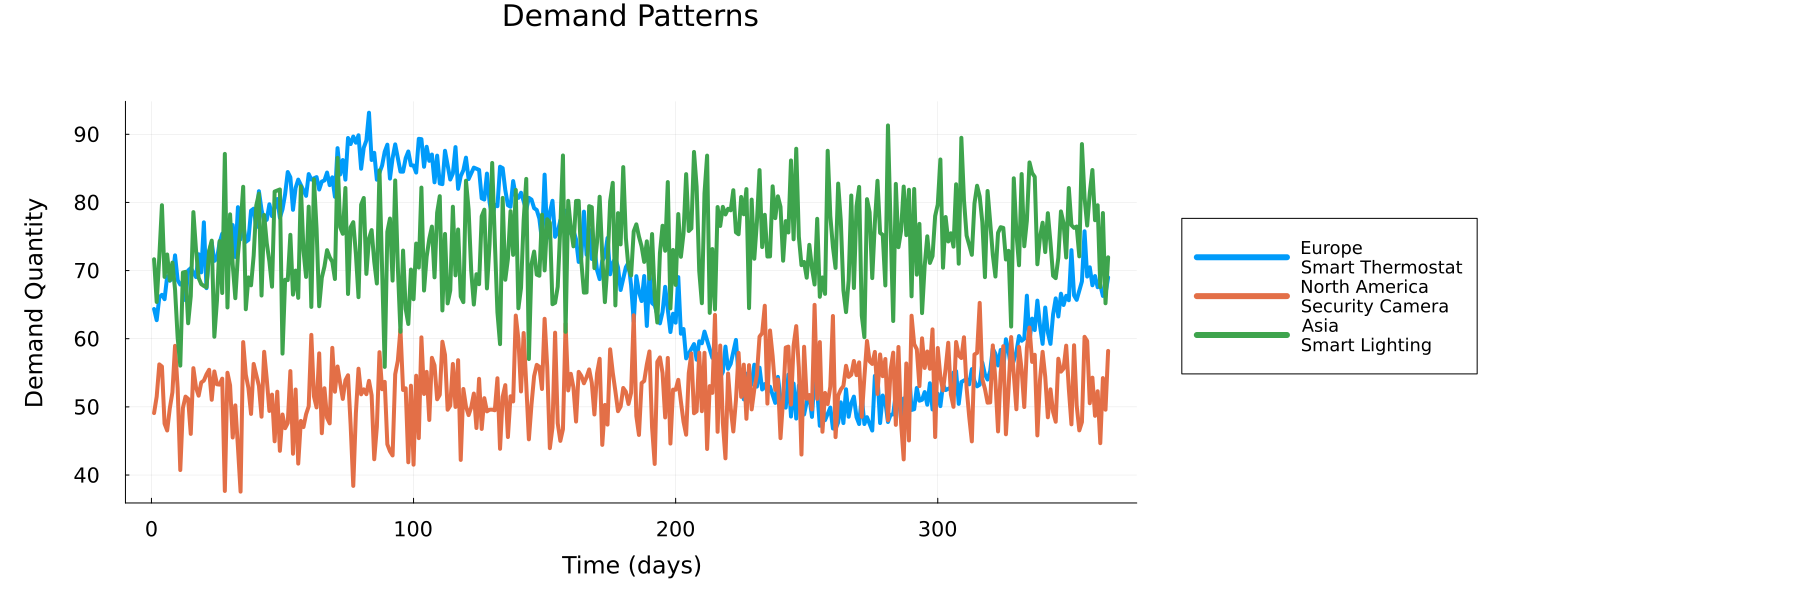 Demand Patterns
Demand Quantity
90
80
70
60
50
40
0
100
200
300
Time (days)
Europe
Smart Thermostat
North America
Security Camera
Asia
Smart Lighting